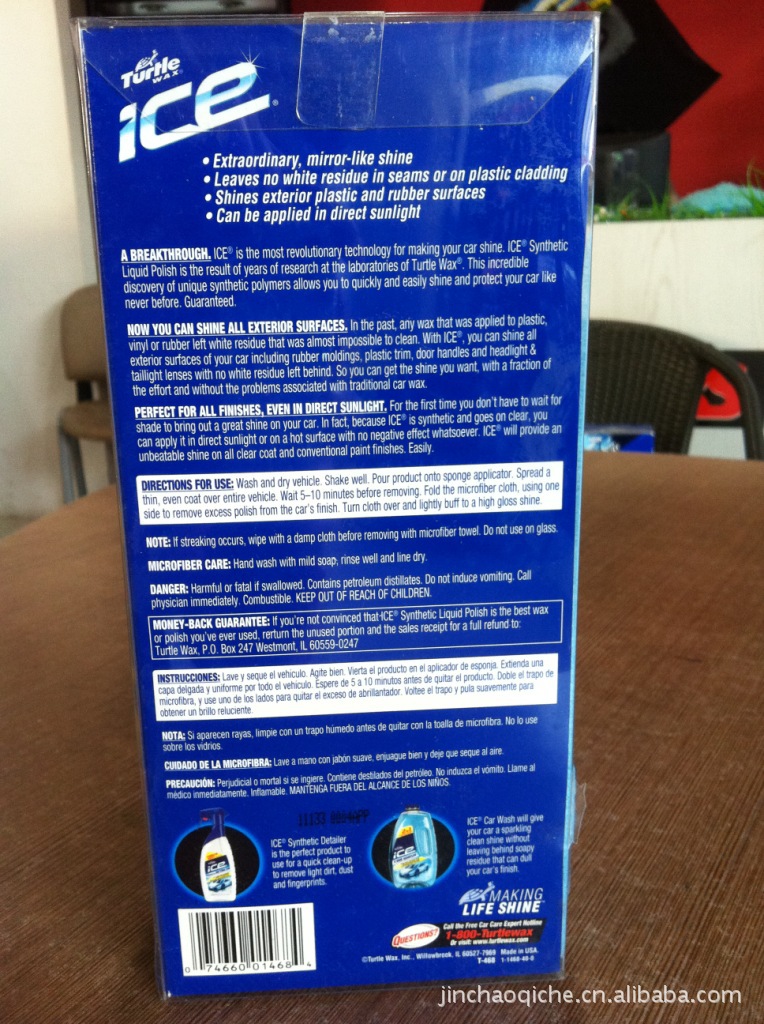 Turtle
WAX®
ice®
• Extraordinary, mirror-like shine
• Leaves no white residue in seams or on plastic cladding
• Shines exterior plastic and rubber surfaces
• Can be applied in direct sunlight
A BREAKTHROUGH. ICE® is the most revolutionary technology for making your car shine. ICE® Synthetic
Liquid Polish is the result of years of research at the laboratories of Turtle Wax®. This incredible
discovery of unique synthetic polymers allows you to quickly and easily shine and protect your car like
never before. Guaranteed.
NOW YOU CAN SHINE ALL EXTERIOR SURFACES. In the past, any wax that was applied to plastic,
vinyl or rubber left white residue that was almost impossible to clean. With ICE®, you can shine all
exterior surfaces of your car including rubber moldings, plastic trim, door handles and headlight &
taillight lenses with no white residue left behind. So you can get the shine you want, with a fraction of
the effort and without the problems associated with traditional car wax.
PERFECT FOR ALL FINISHES, EVEN IN DIRECT SUNLIGHT. For the first time you don't have to wait for
shade to bring out a great shine on your car. In fact, because ICE® is synthetic and goes on clear, you
can apply it in direct sunlight or on a hot surface with no negative effect whatsoever. ICE® will provide an
unbeatable shine on all clear coat and conventional paint finishes. Easily.
DIRECTIONS FOR USE: Wash and dry vehicle. Shake well. Pour product onto sponge applicator. Spread a
thin, even coat over entire vehicle. Wait 5–10 minutes before removing. Fold the microfiber cloth, using one
side to remove excess polish from the car's finish. Turn cloth over and lightly buff to a high gloss shine.
NOTE: If streaking occurs, wipe with a damp cloth before removing with microfiber towel. Do not use on glass.
MICROFIBER CARE: Hand wash with mild soap; rinse well and line dry.
DANGER: Harmful or fatal if swallowed. Contains petroleum distillates. Do not induce vomiting. Call
physician immediately. Combustible. KEEP OUT OF REACH OF CHILDREN.
MONEY-BACK GUARANTEE: If you're not convinced that ICE® Synthetic Liquid Polish is the best wax
or polish you've ever used, rerturn the unused portion and the sales receipt for a full refund to:
Turtle Wax, P.O. Box 247 Westmont, IL 60559-0247
INSTRUCCIONES: Lave y seque el vehículo. Agite bien. Vierta el producto en el aplicador de esponja. Extienda una
capa delgada y uniforme por todo el vehículo. Espere de 5 a 10 minutos antes de quitar el producto. Doble el trapo de
microfibra, y use uno de los lados para quitar el exceso de abrillantador. Voltee el trapo y pula suavemente para
obtener un brillo reluciente.
NOTA: Si aparecen rayas, limpie con un trapo húmedo antes de quitar con la toalla de microfibra. No lo use
sobre los vidrios.
CUIDADO DE LA MICROFIBRA: Lave a mano con jabón suave, enjuague bien y deje que seque al aire.
PRECAUCIÓN: Perjudicial o mortal si se ingiere. Contiene destilados del petróleo. No induzca el vómito. Llame al
médico inmediatamente. Inflamable. MANTENGA FUERA DEL ALCANCE DE LOS NIÑOS.
ICE® Synthetic Detailer
is the perfect product to
use for a quick clean-up
to remove light dirt, dust
and fingerprints.
ice
ICE® Car Wash will give
your car a sparkling
clean shine without
leaving behind soapy
residue that can dull
your car's finish.
ice
MAKING
LIFE SHINE™
QUESTIONS?
Call the Free Car Care Expert Hotline
1-800-Turtlewax
Or visit: www.turtlewax.com
©Turtle Wax, Inc., Willowbrook, IL 60527-7969 Made in USA
T-468 1-1468-40-0
0 74660 01468 4
jinchaoqiche.cn.alibaba.com